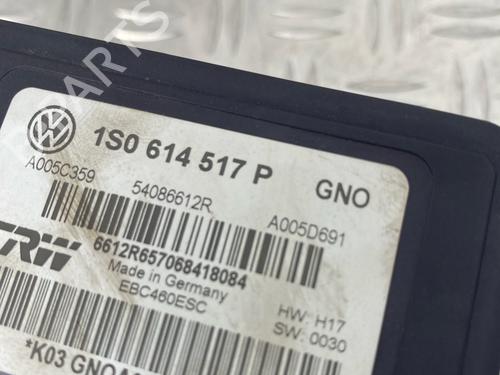 1S0 614 517 P GNO
A005C359 54086612R A005D691
TRW 6612R657068418084
Made in Germany
EBC460ESC
HW: H17
SW: 0030
*K03